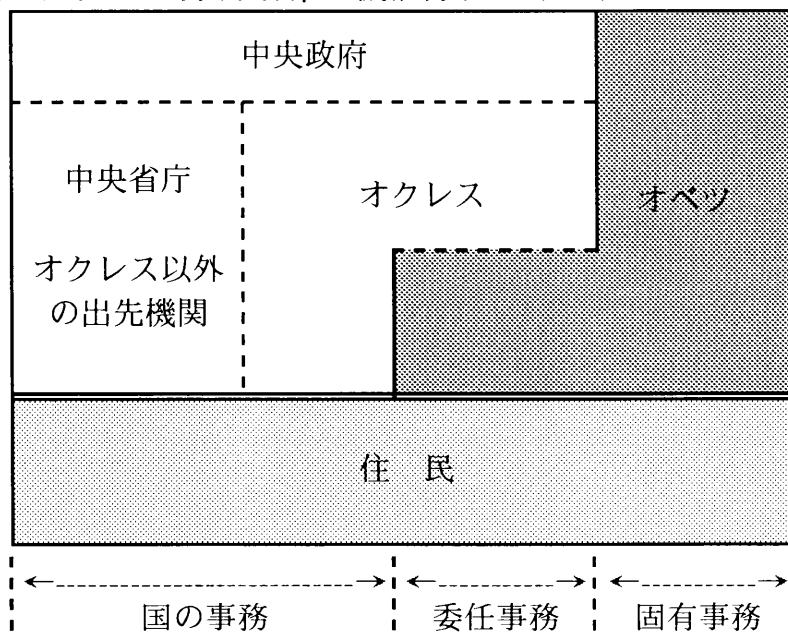 中央政府
中央省庁
オクレス
オベツ
オクレス以外
の出先機関
住 民
国の事務
委任事務
固有事務